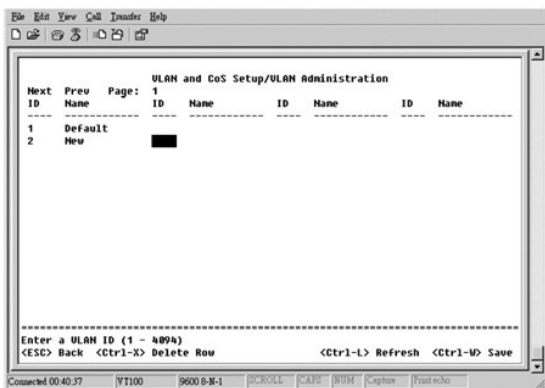 File Edit View Call Transfer Help
VLAN and CoS Setup/VLAN Administration
Next Prev Page: 1
ID Name ID Name ID Name ID Name
---- ------------ ---- ------------ ---- ------------ ---- ------------
1 Default
2 New
Enter a VLAN ID (1 - 4094)
<ESC> Back <Ctrl-X> Delete Row <Ctrl-L> Refresh <Ctrl-W> Save
Connected 00:40:37 VT100 9600 8-N-1 SCROLL CAPS NUM Capture Print echo